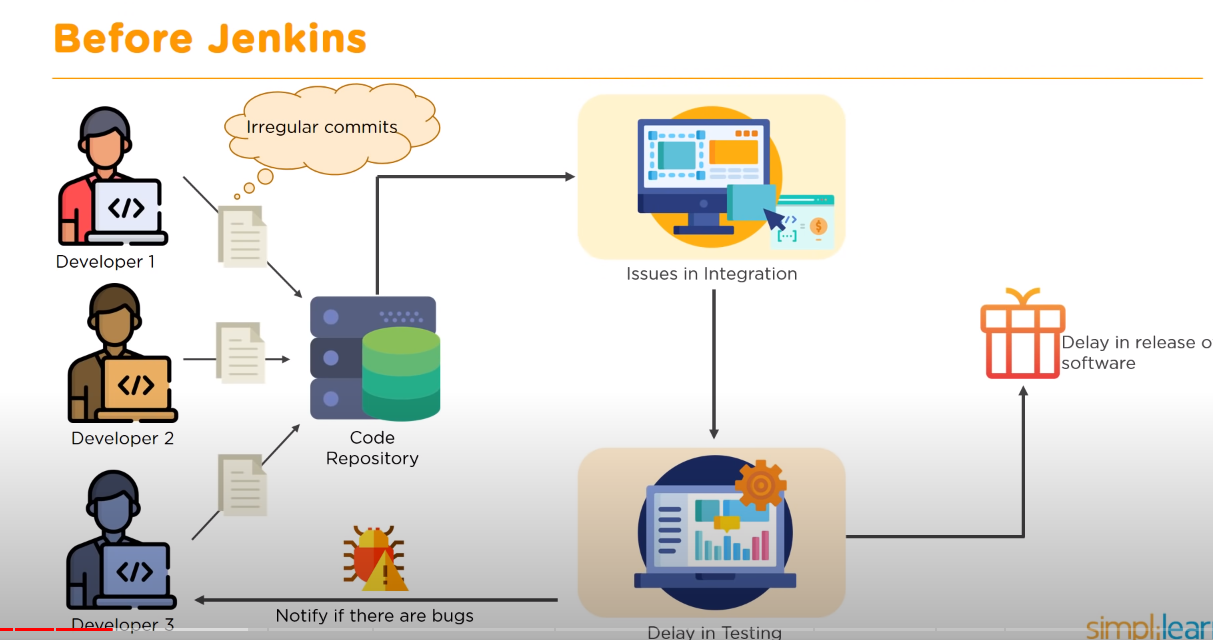 Before Jenkins
Irregular commits
</>
Developer 1
</>
Developer 2
</>
Developer 3
Code
Repository
Issues in Integration
</>
=
$
[...]
Delay in release o
software
Notify if there are bugs
Delay in Testing
simplilear